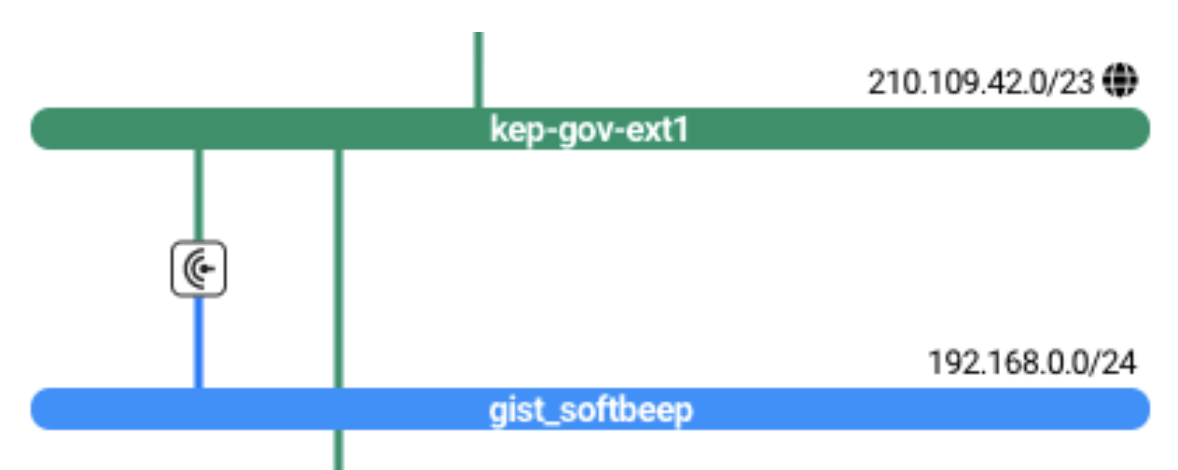 210.109.42.0/23
kep-gov-ext1
192.168.0.0/24
gist_softbeep